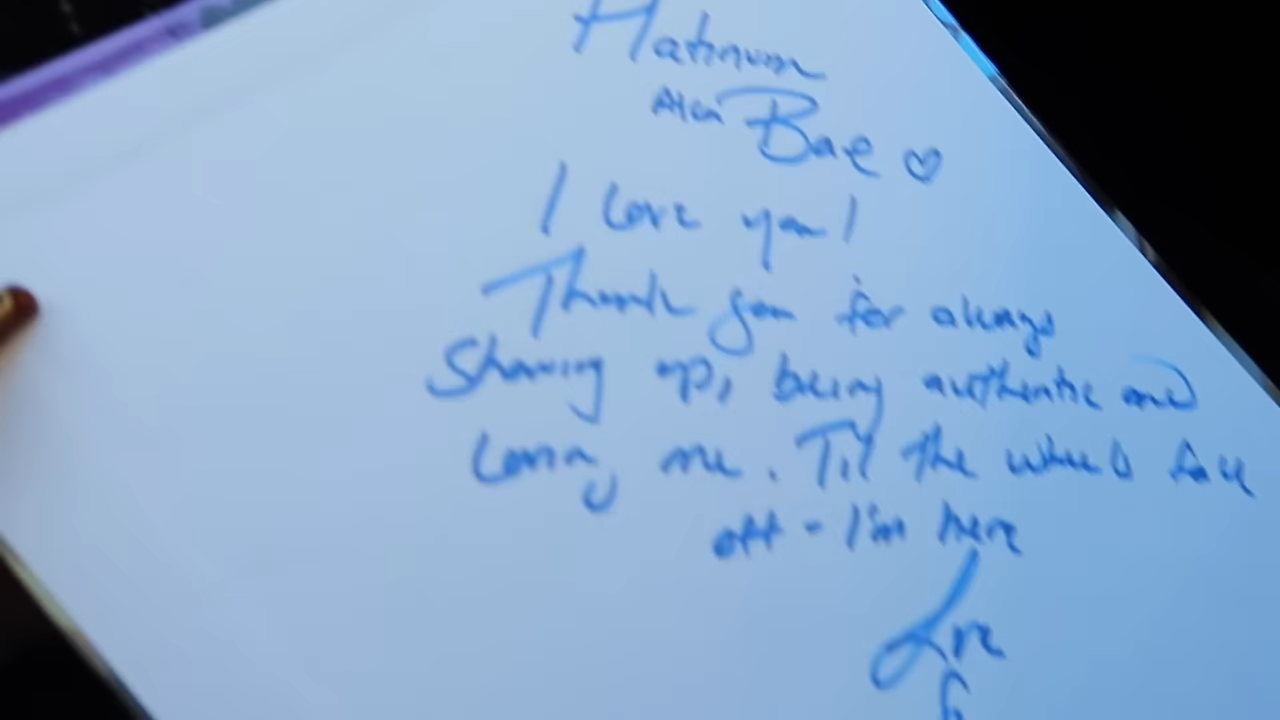 Platinum
AKA Bae ♡
I love you!
Thank you for always
Showing up, being authentic and
loving me. Til the wheels fall
off - I'm here
Love